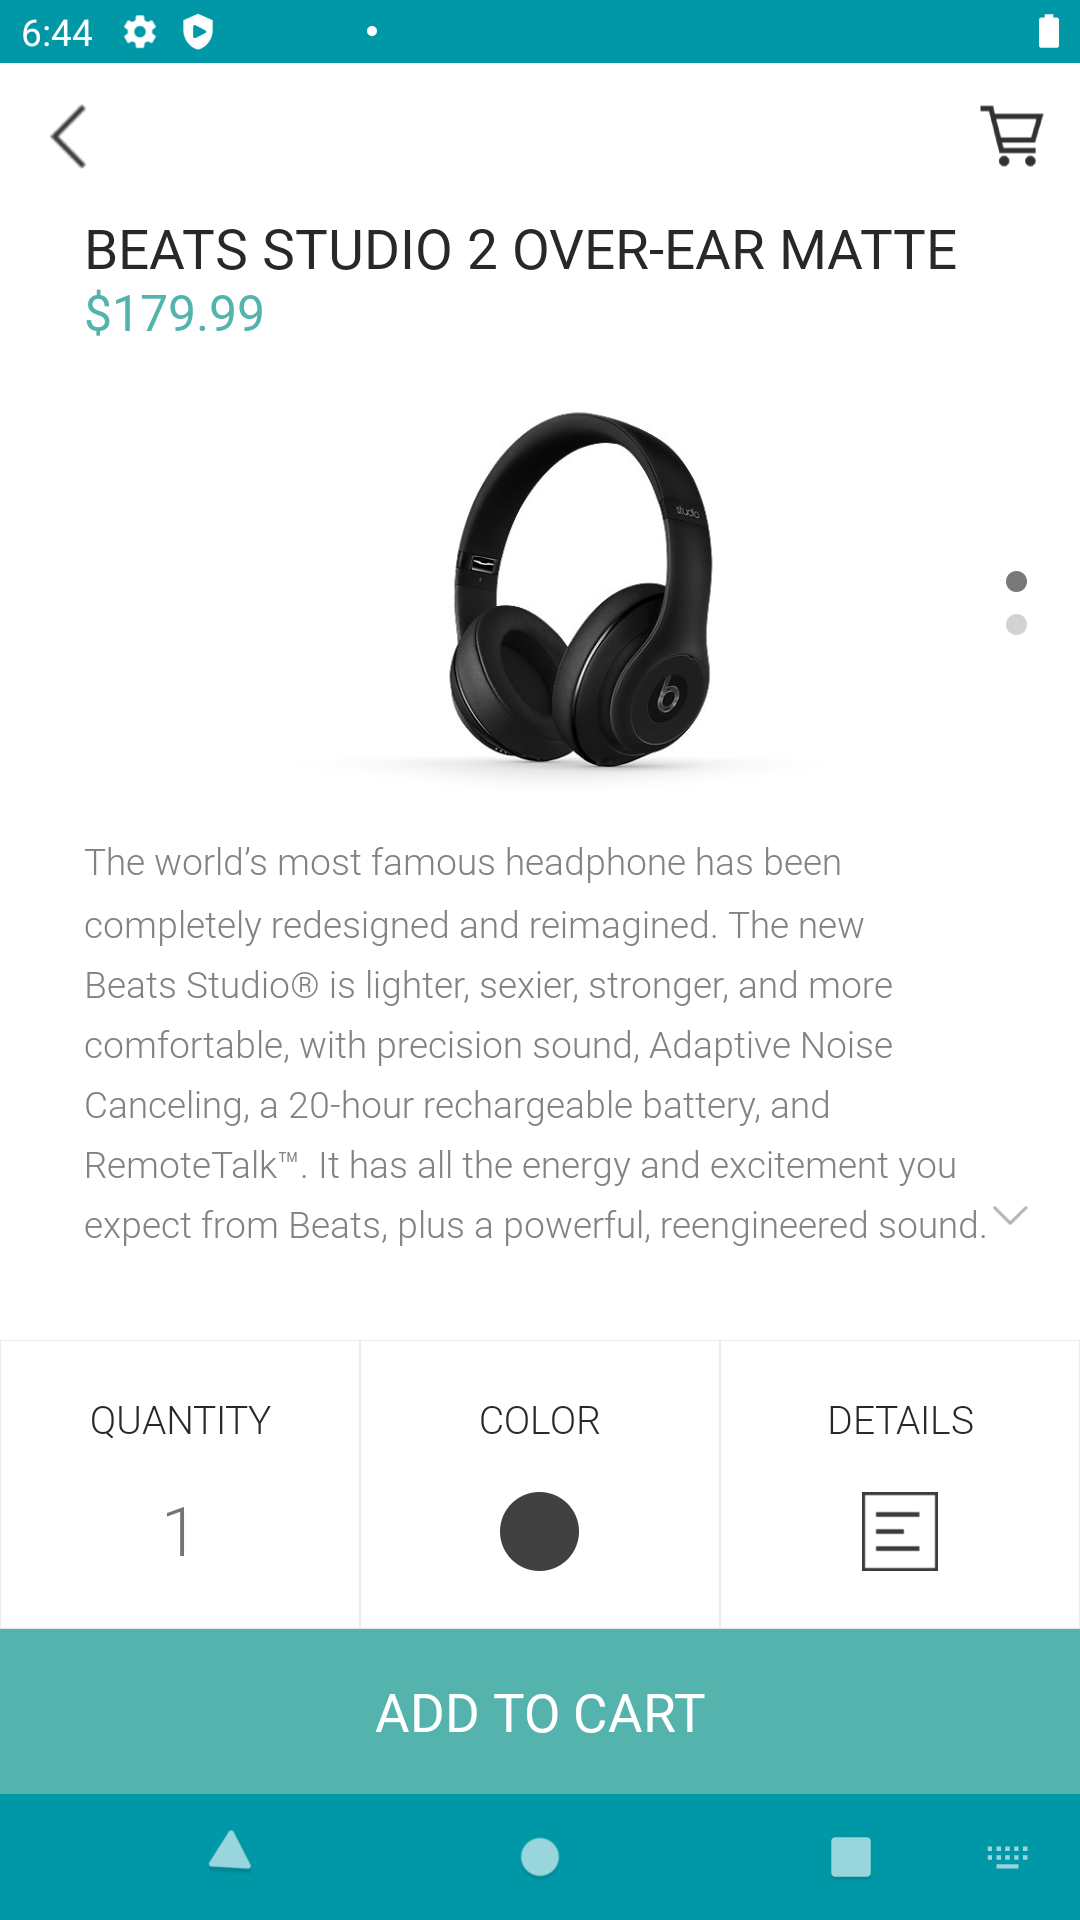 6:44
BEATS STUDIO 2 OVER-EAR MATTE
$179.99
studio
The world’s most famous headphone has been
completely redesigned and reimagined. The new
Beats Studio® is lighter, sexier, stronger, and more
comfortable, with precision sound, Adaptive Noise
Canceling, a 20-hour rechargeable battery, and
RemoteTalk™. It has all the energy and excitement you
expect from Beats, plus a powerful, reengineered sound.
QUANTITY
COLOR
DETAILS
1
ADD TO CART